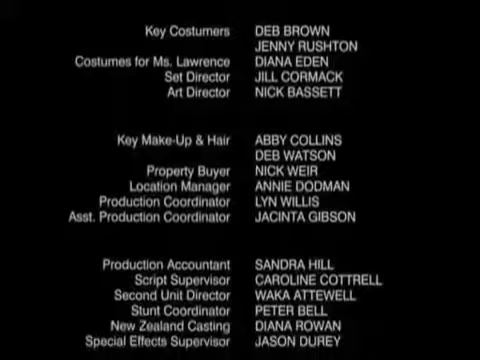 Key Costumers DEB BROWN
JENNY RUSHTON
Costumes for Ms. Lawrence DIANA EDEN
Set Director JILL CORMACK
Art Director NICK BASSETT
Key Make-Up & Hair ABBY COLLINS
DEB WATSON
Property Buyer NICK WEIR
Location Manager ANNIE DODMAN
Production Coordinator LYN WILLIS
Asst. Production Coordinator JACINTA GIBSON
Production Accountant SANDRA HILL
Script Supervisor CAROLINE COTTRELL
Second Unit Director WAKA ATTEWELL
Stunt Coordinator PETER BELL
New Zealand Casting DIANA ROWAN
Special Effects Supervisor JASON DUREY